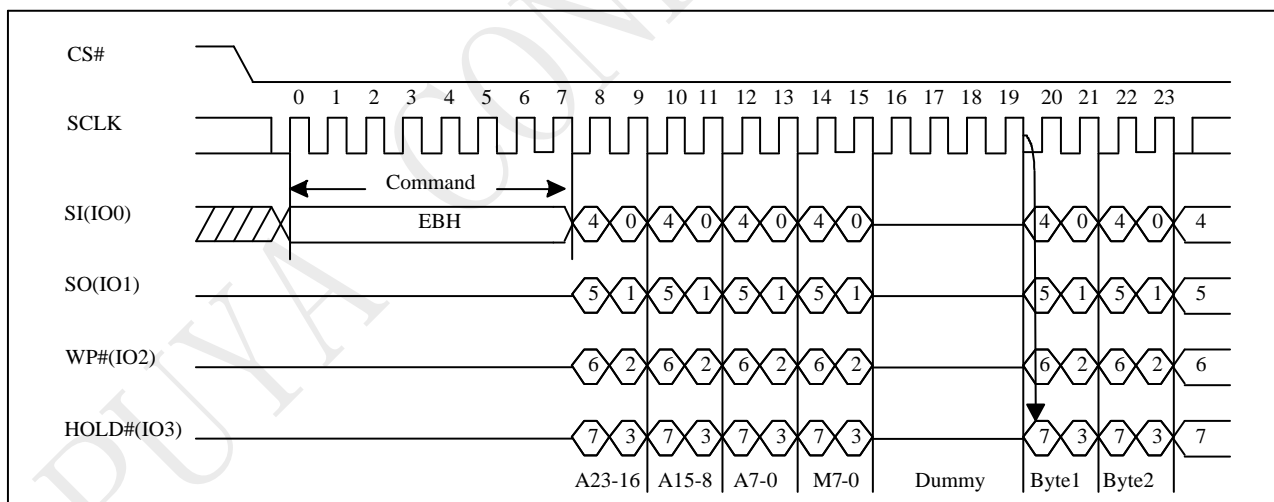 CS#
0 1 2 3 4 5 6 7 8 9 10 11 12 13 14 15 16 17 18 19 20 21 22 23
SCLK
Command
SI(IO0) EBH 4 0 4 0 4 0 4 0 4 0 4 0 4
SO(IO1) 5 1 5 1 5 1 5 1 5 1 5 1 5
WP#(IO2) 6 2 6 2 6 2 6 2 6 2 6 2 6
HOLD#(IO3) 7 3 7 3 7 3 7 3 7 3 7 3 7
A23-16 A15-8 A7-0 M7-0 Dummy Byte1 Byte2
PUYA CON